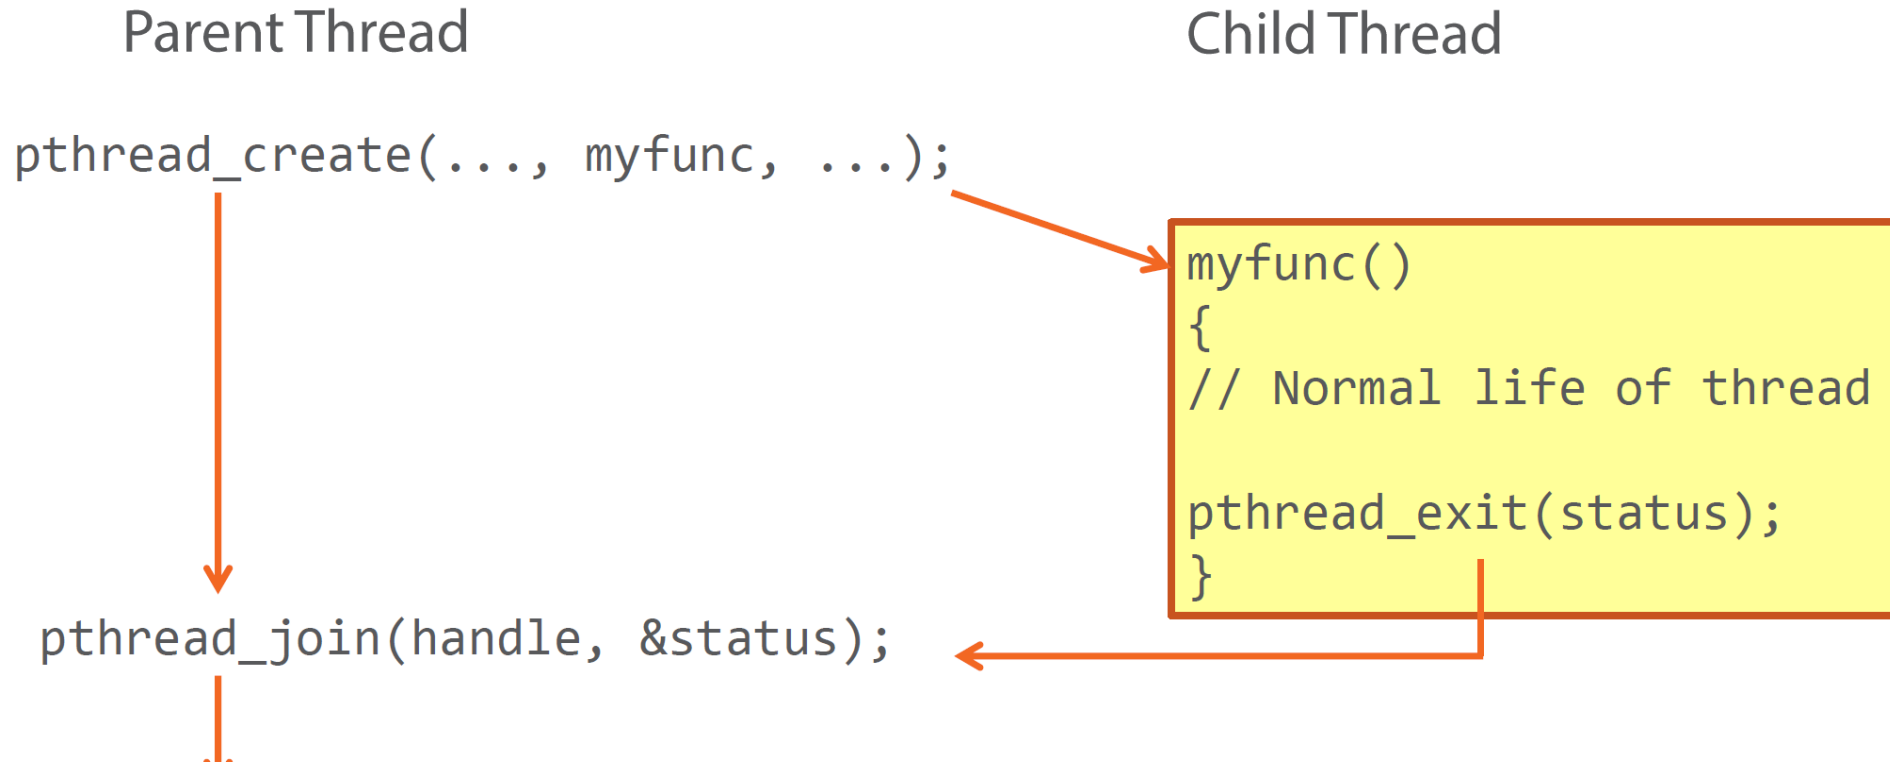 Parent Thread
Child Thread
pthread_create(..., myfunc, ...);
myfunc()
{
// Normal life of thread
pthread_exit(status);
}
pthread_join(handle, &status);